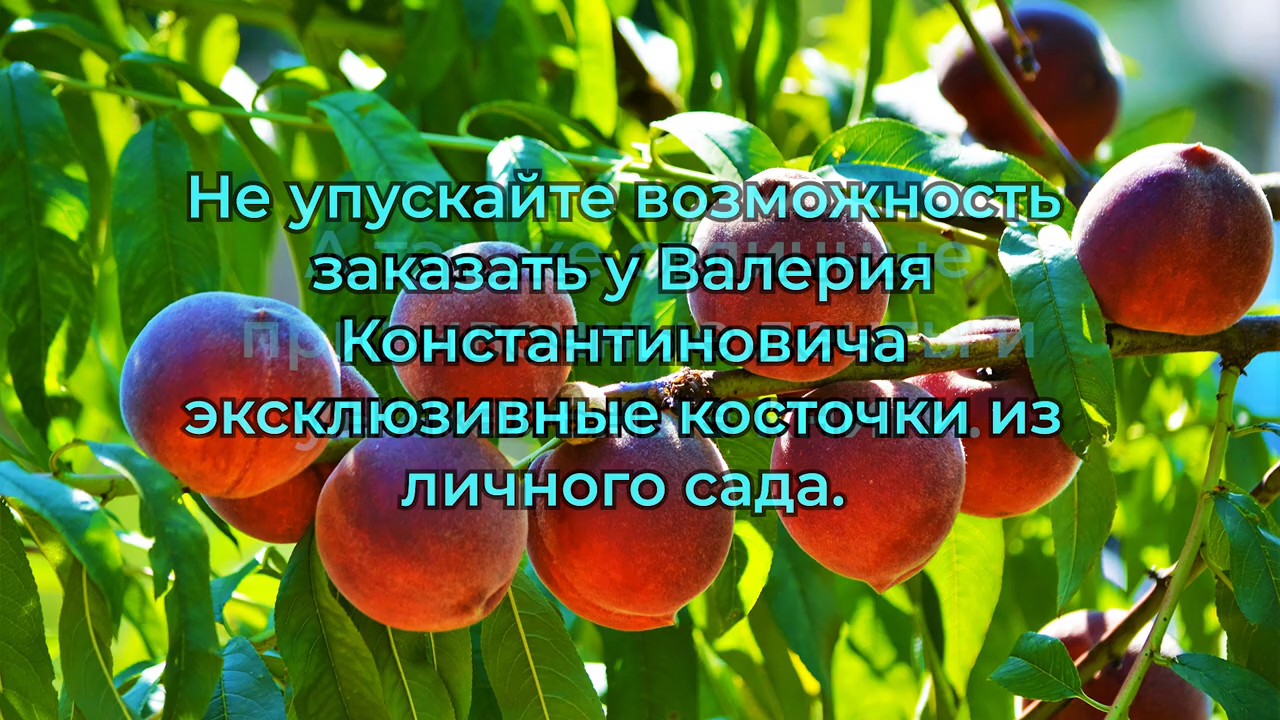 Не упускайте возможность
заказать у Валерия
Константиновича
эксклюзивные косточки из
личного сада.